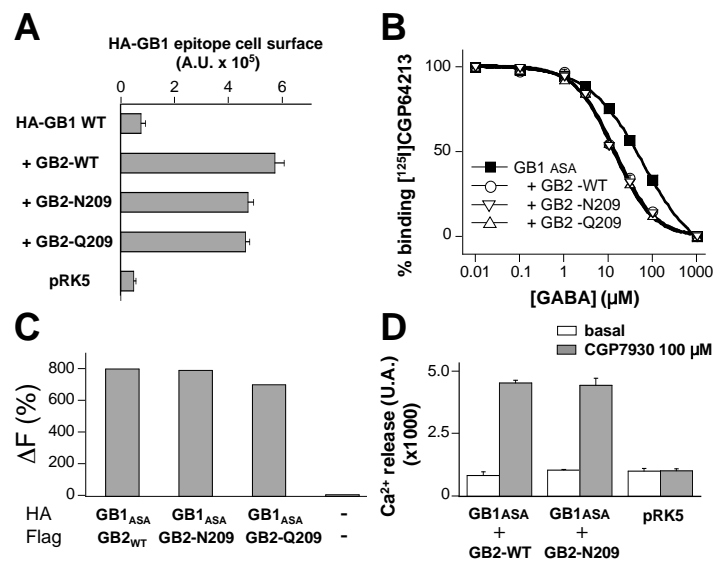 A
HA-GB1 epitope cell surface
(A.U. x 10⁵)
0 2 4 6
HA-GB1 WT
+ GB2-WT
+ GB2-N209
+ GB2-Q209
pRK5
B
% binding [¹²⁵I]CGP64213
100
50
0
GB1 ASA
+ GB2 -WT
+ GB2 -N209
+ GB2 -Q209
0.01 0.1 1 10 100 1000
[GABA] (µM)
C
ΔF (%)
800
600
400
200
0
HA GB1ASA GB1ASA GB1ASA -
Flag GB2WT GB2-N209 GB2-Q209 -
D
basal
CGP7930 100 µM
Ca²⁺ release (U.A.)
(x1000)
5.0
2.5
0
GB1ASA GB1ASA pRK5
+ +
GB2-WT GB2-N209